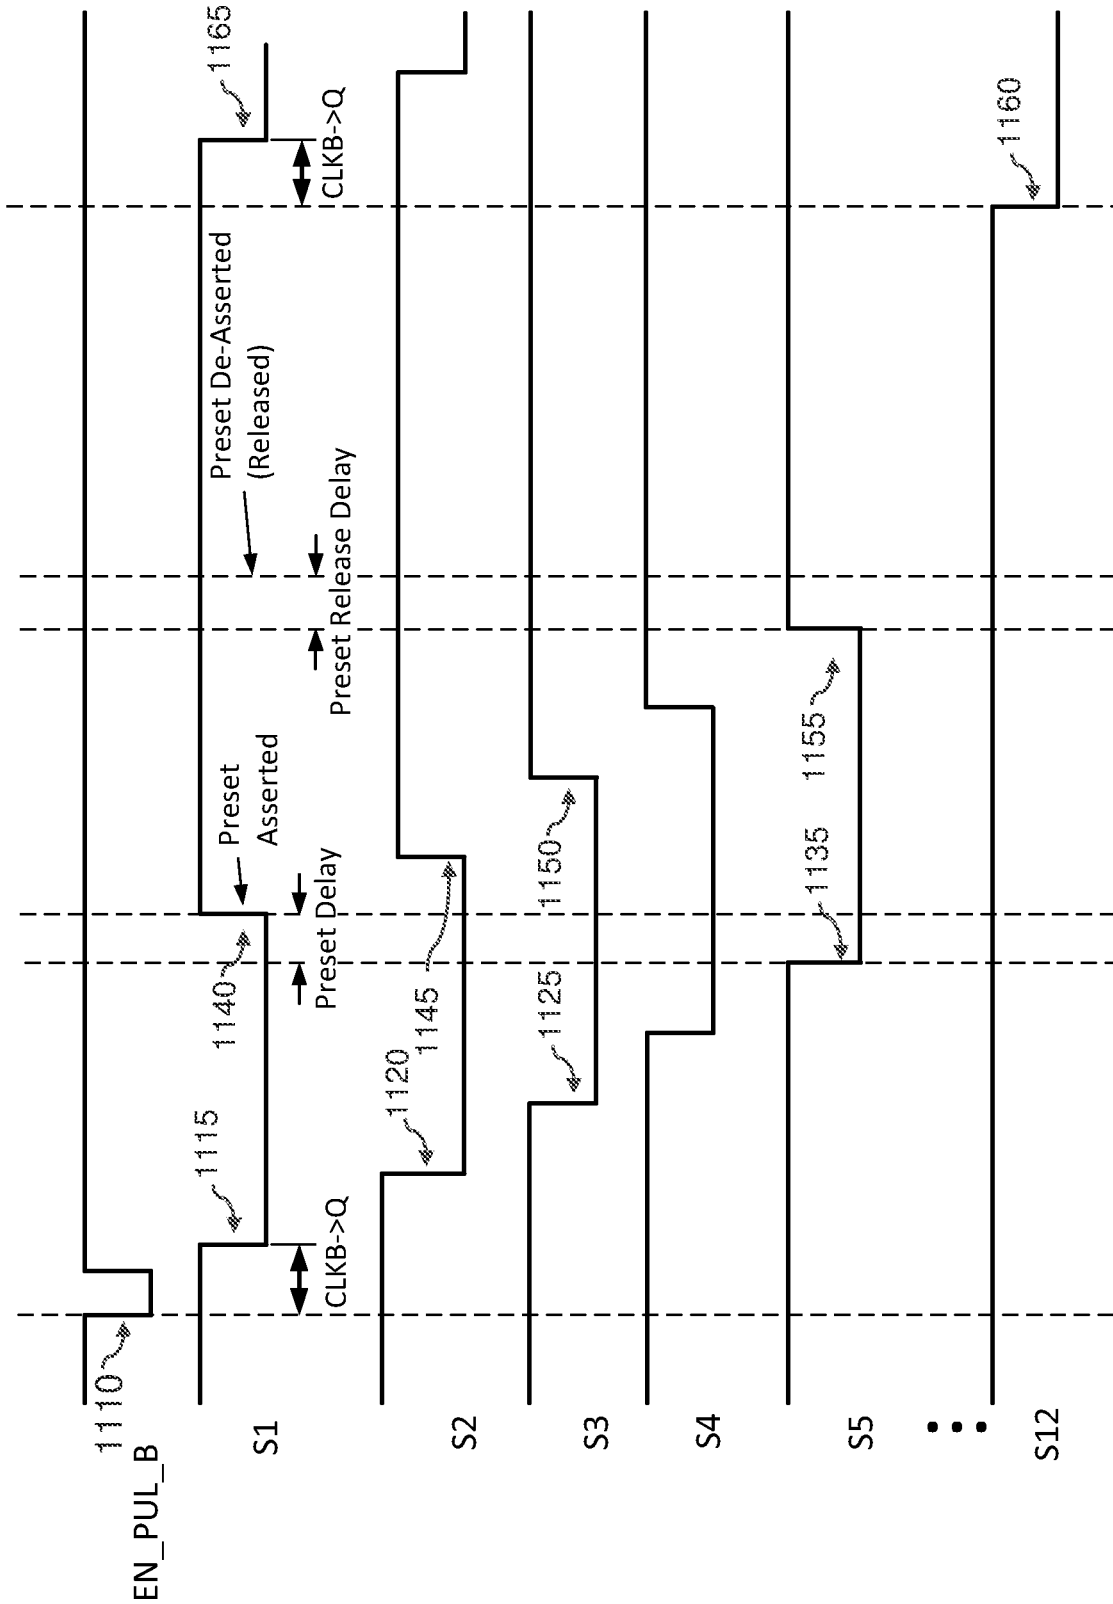 1110
EN_PUL_B
S1
1115
CLKB->Q
1140
Preset
Asserted
Preset Delay
Preset De-Asserted
(Released)
Preset Release Delay
1165
CLKB->Q
S2
1120
1145
S3
1125
1150
S4
S5
1135
1155
S12
1160